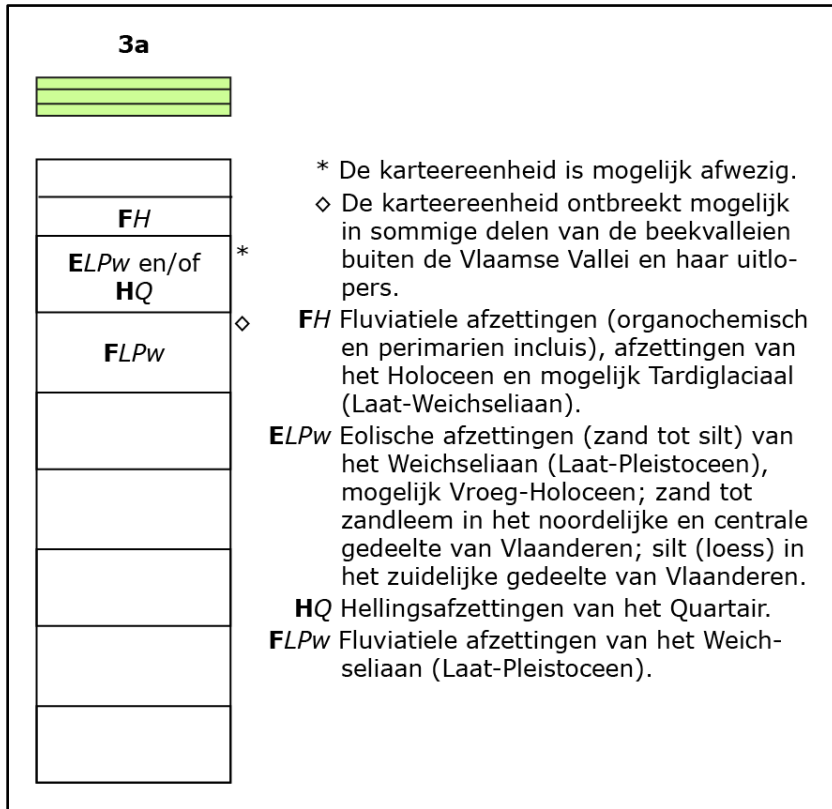 3a
FH
ELPw en/of
HQ
*
◇
FLPw
* De karteereenheid is mogelijk afwezig.
◇ De karteereenheid ontbreekt mogelijk
in sommige delen van de beekvalleien
buiten de Vlaamse Vallei en haar uitlo-
pers.
FH Fluviatiele afzettingen (organochemisch
en perimarien incluis), afzettingen van
het Holoceen en mogelijk Tardiglaciaal
(Laat-Weichseliaan).
ELPw Eolische afzettingen (zand tot silt) van
het Weichseliaan (Laat-Pleistoceen),
mogelijk Vroeg-Holoceen; zand tot
zandleem in het noordelijke en centrale
gedeelte van Vlaanderen; silt (loess) in
het zuidelijke gedeelte van Vlaanderen.
HQ Hellingsafzettingen van het Quartair.
FLPw Fluviatiele afzettingen van het Weich-
seliaan (Laat-Pleistoceen).